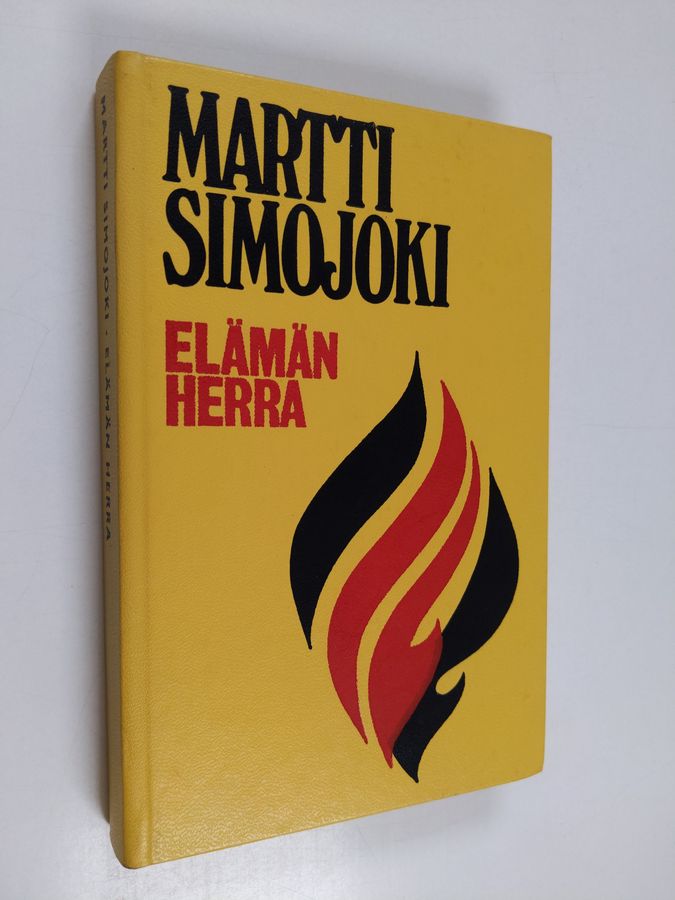 MARTTI
SIMOJOKI
ELÄMÄN
HERRA
MARTTI SIMOJOKI · ELÄMÄN HERRA